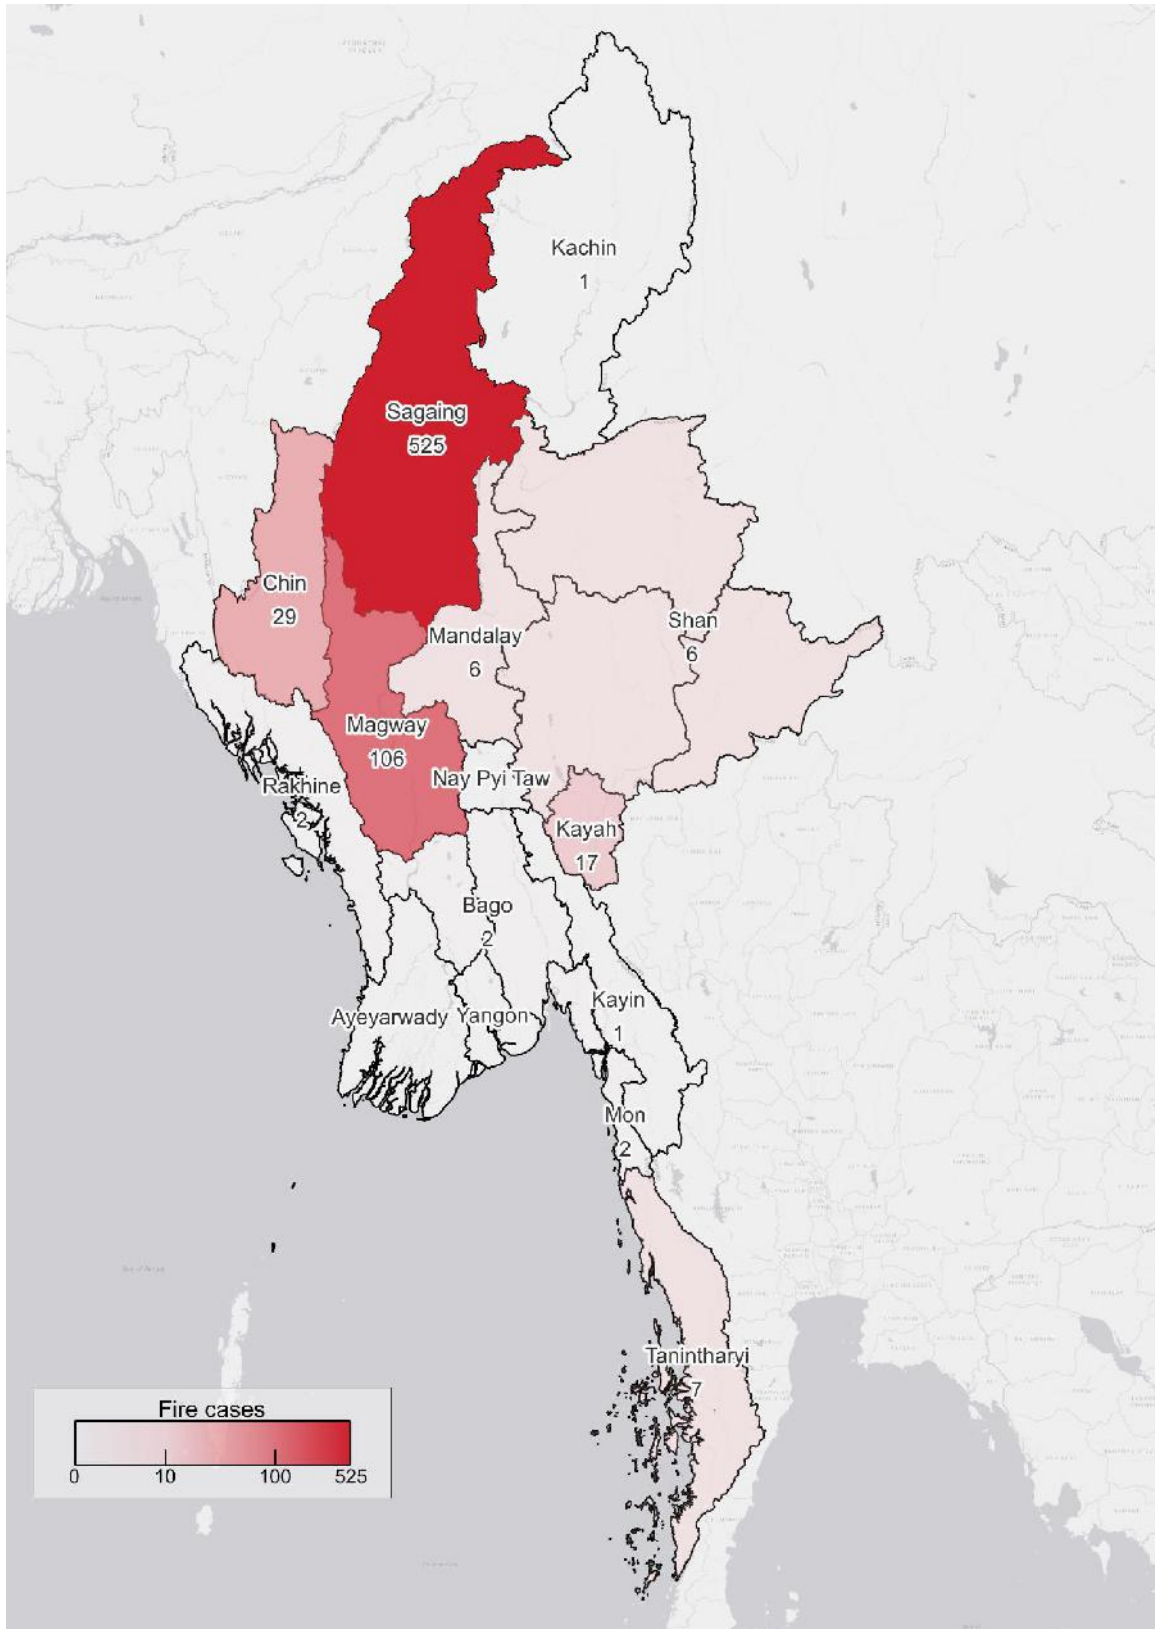 Kachin
1
Sagaing
525
Chin
29
Mandalay
6
Shan
6
Magway
106
Nay Pyi Taw
Rakhine
2
Kayah
17
Bago
2
Kayin
1
Ayeyarwady
Yangon
Mon
2
Tanintharyi
7
Fire cases
0 10 100 525